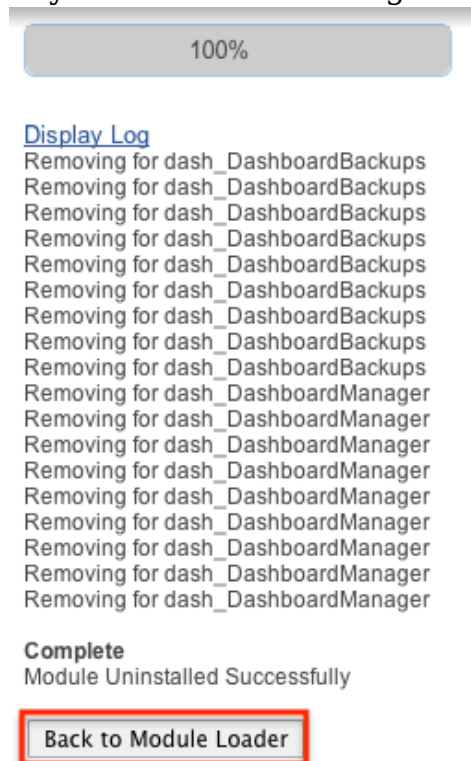 100%
Display Log
Removing for dash_DashboardBackups
Removing for dash_DashboardBackups
Removing for dash_DashboardBackups
Removing for dash_DashboardBackups
Removing for dash_DashboardBackups
Removing for dash_DashboardBackups
Removing for dash_DashboardBackups
Removing for dash_DashboardBackups
Removing for dash_DashboardBackups
Removing for dash_DashboardManager
Removing for dash_DashboardManager
Removing for dash_DashboardManager
Removing for dash_DashboardManager
Removing for dash_DashboardManager
Removing for dash_DashboardManager
Removing for dash_DashboardManager
Removing for dash_DashboardManager
Removing for dash_DashboardManager
Complete
Module Uninstalled Successfully
Back to Module Loader